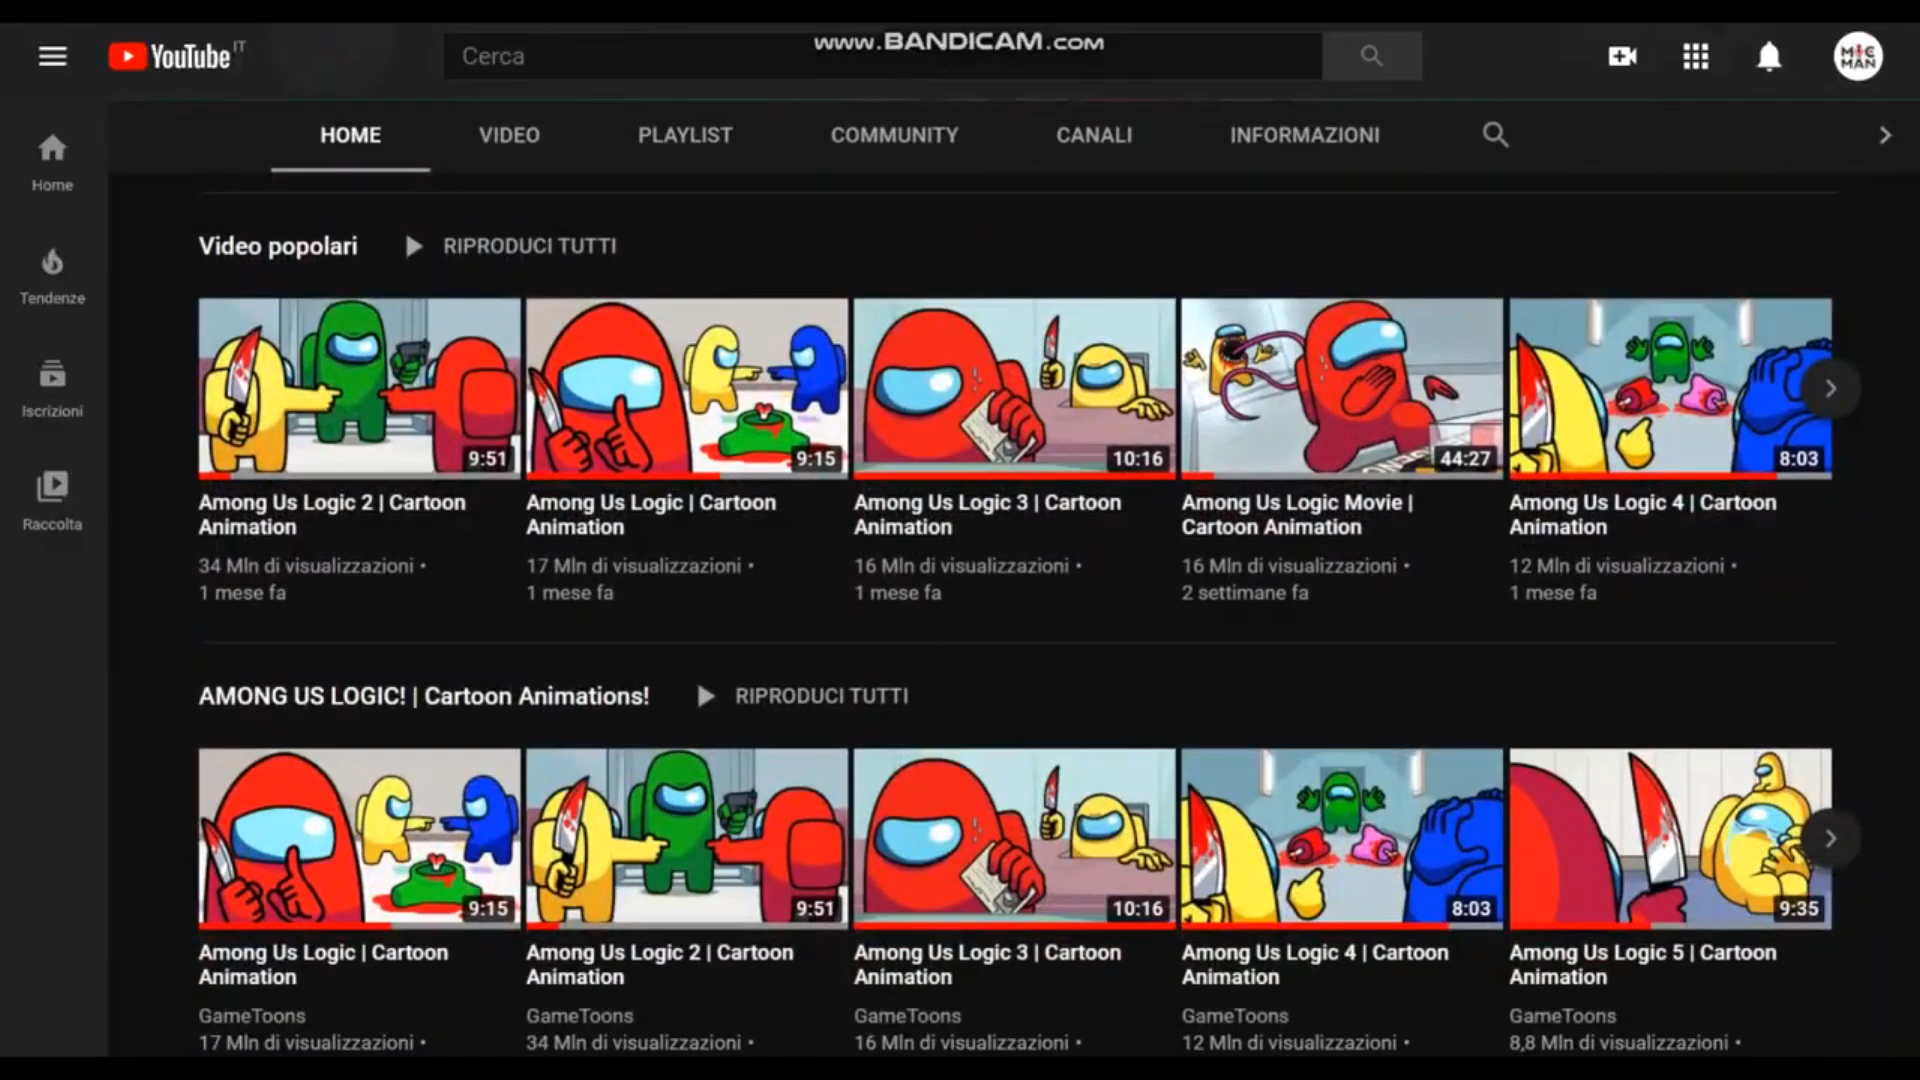 YouTube IT
Cerca
www.BANDICAM.com
MIC
MAN
HOME
VIDEO
PLAYLIST
COMMUNITY
CANALI
INFORMAZIONI
Home
Tendenze
Iscrizioni
Raccolta
Video popolari
RIPRODUCI TUTTI
9:51
9:15
10:16
44:27
8:03
Among Us Logic 2 | Cartoon
Animation
34 Mln di visualizzazioni •
1 mese fa
Among Us Logic | Cartoon
Animation
17 Mln di visualizzazioni •
1 mese fa
Among Us Logic 3 | Cartoon
Animation
16 Mln di visualizzazioni •
1 mese fa
Among Us Logic Movie |
Cartoon Animation
16 Mln di visualizzazioni •
2 settimane fa
Among Us Logic 4 | Cartoon
Animation
12 Mln di visualizzazioni •
1 mese fa
AMONG US LOGIC! | Cartoon Animations!
RIPRODUCI TUTTI
9:15
9:51
10:16
8:03
9:35
Among Us Logic | Cartoon
Animation
GameToons
17 Mln di visualizzazioni •
Among Us Logic 2 | Cartoon
Animation
GameToons
34 Mln di visualizzazioni •
Among Us Logic 3 | Cartoon
Animation
GameToons
16 Mln di visualizzazioni •
Among Us Logic 4 | Cartoon
Animation
GameToons
12 Mln di visualizzazioni •
Among Us Logic 5 | Cartoon
Animation
GameToons
8,8 Mln di visualizzazioni •